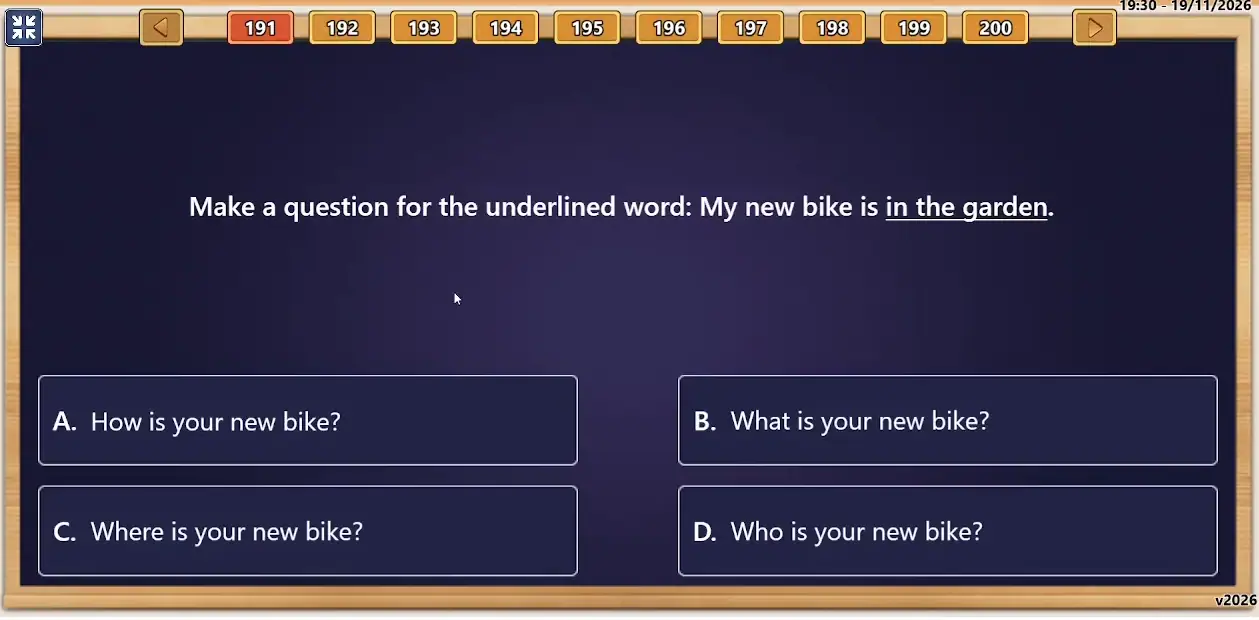 19:30 - 19/11/2026
191 192 193 194 195 196 197 198 199 200
Make a question for the underlined word: My new bike is in the garden.
A. How is your new bike?
B. What is your new bike?
C. Where is your new bike?
D. Who is your new bike?
v2026